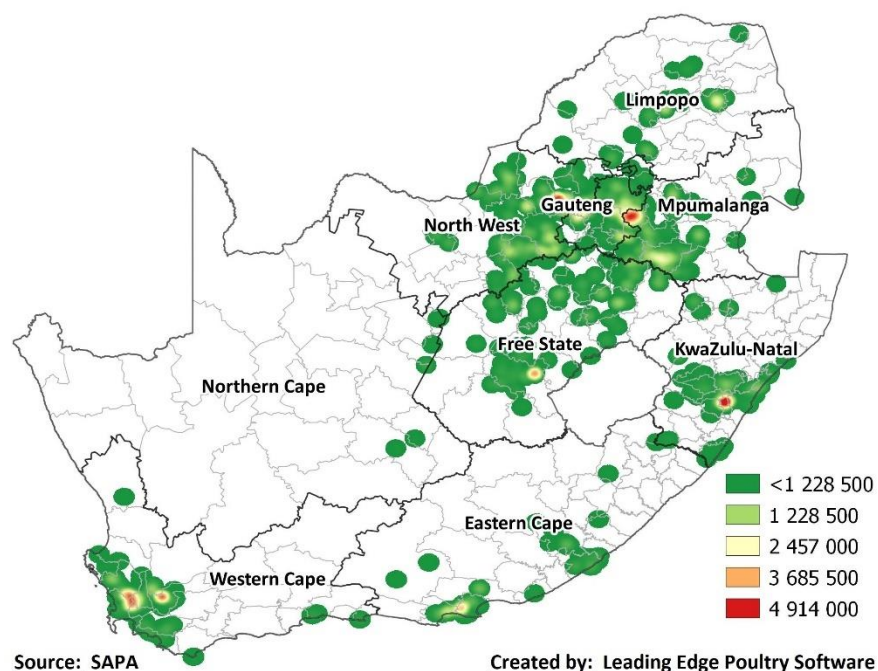 Limpopo
Gauteng
Mpumalanga
North West
Free State
KwaZulu-Natal
Northern Cape
Eastern Cape
Western Cape
<1 228 500
1 228 500
2 457 000
3 685 500
4 914 000
Source: SAPA
Created by: Leading Edge Poultry Software